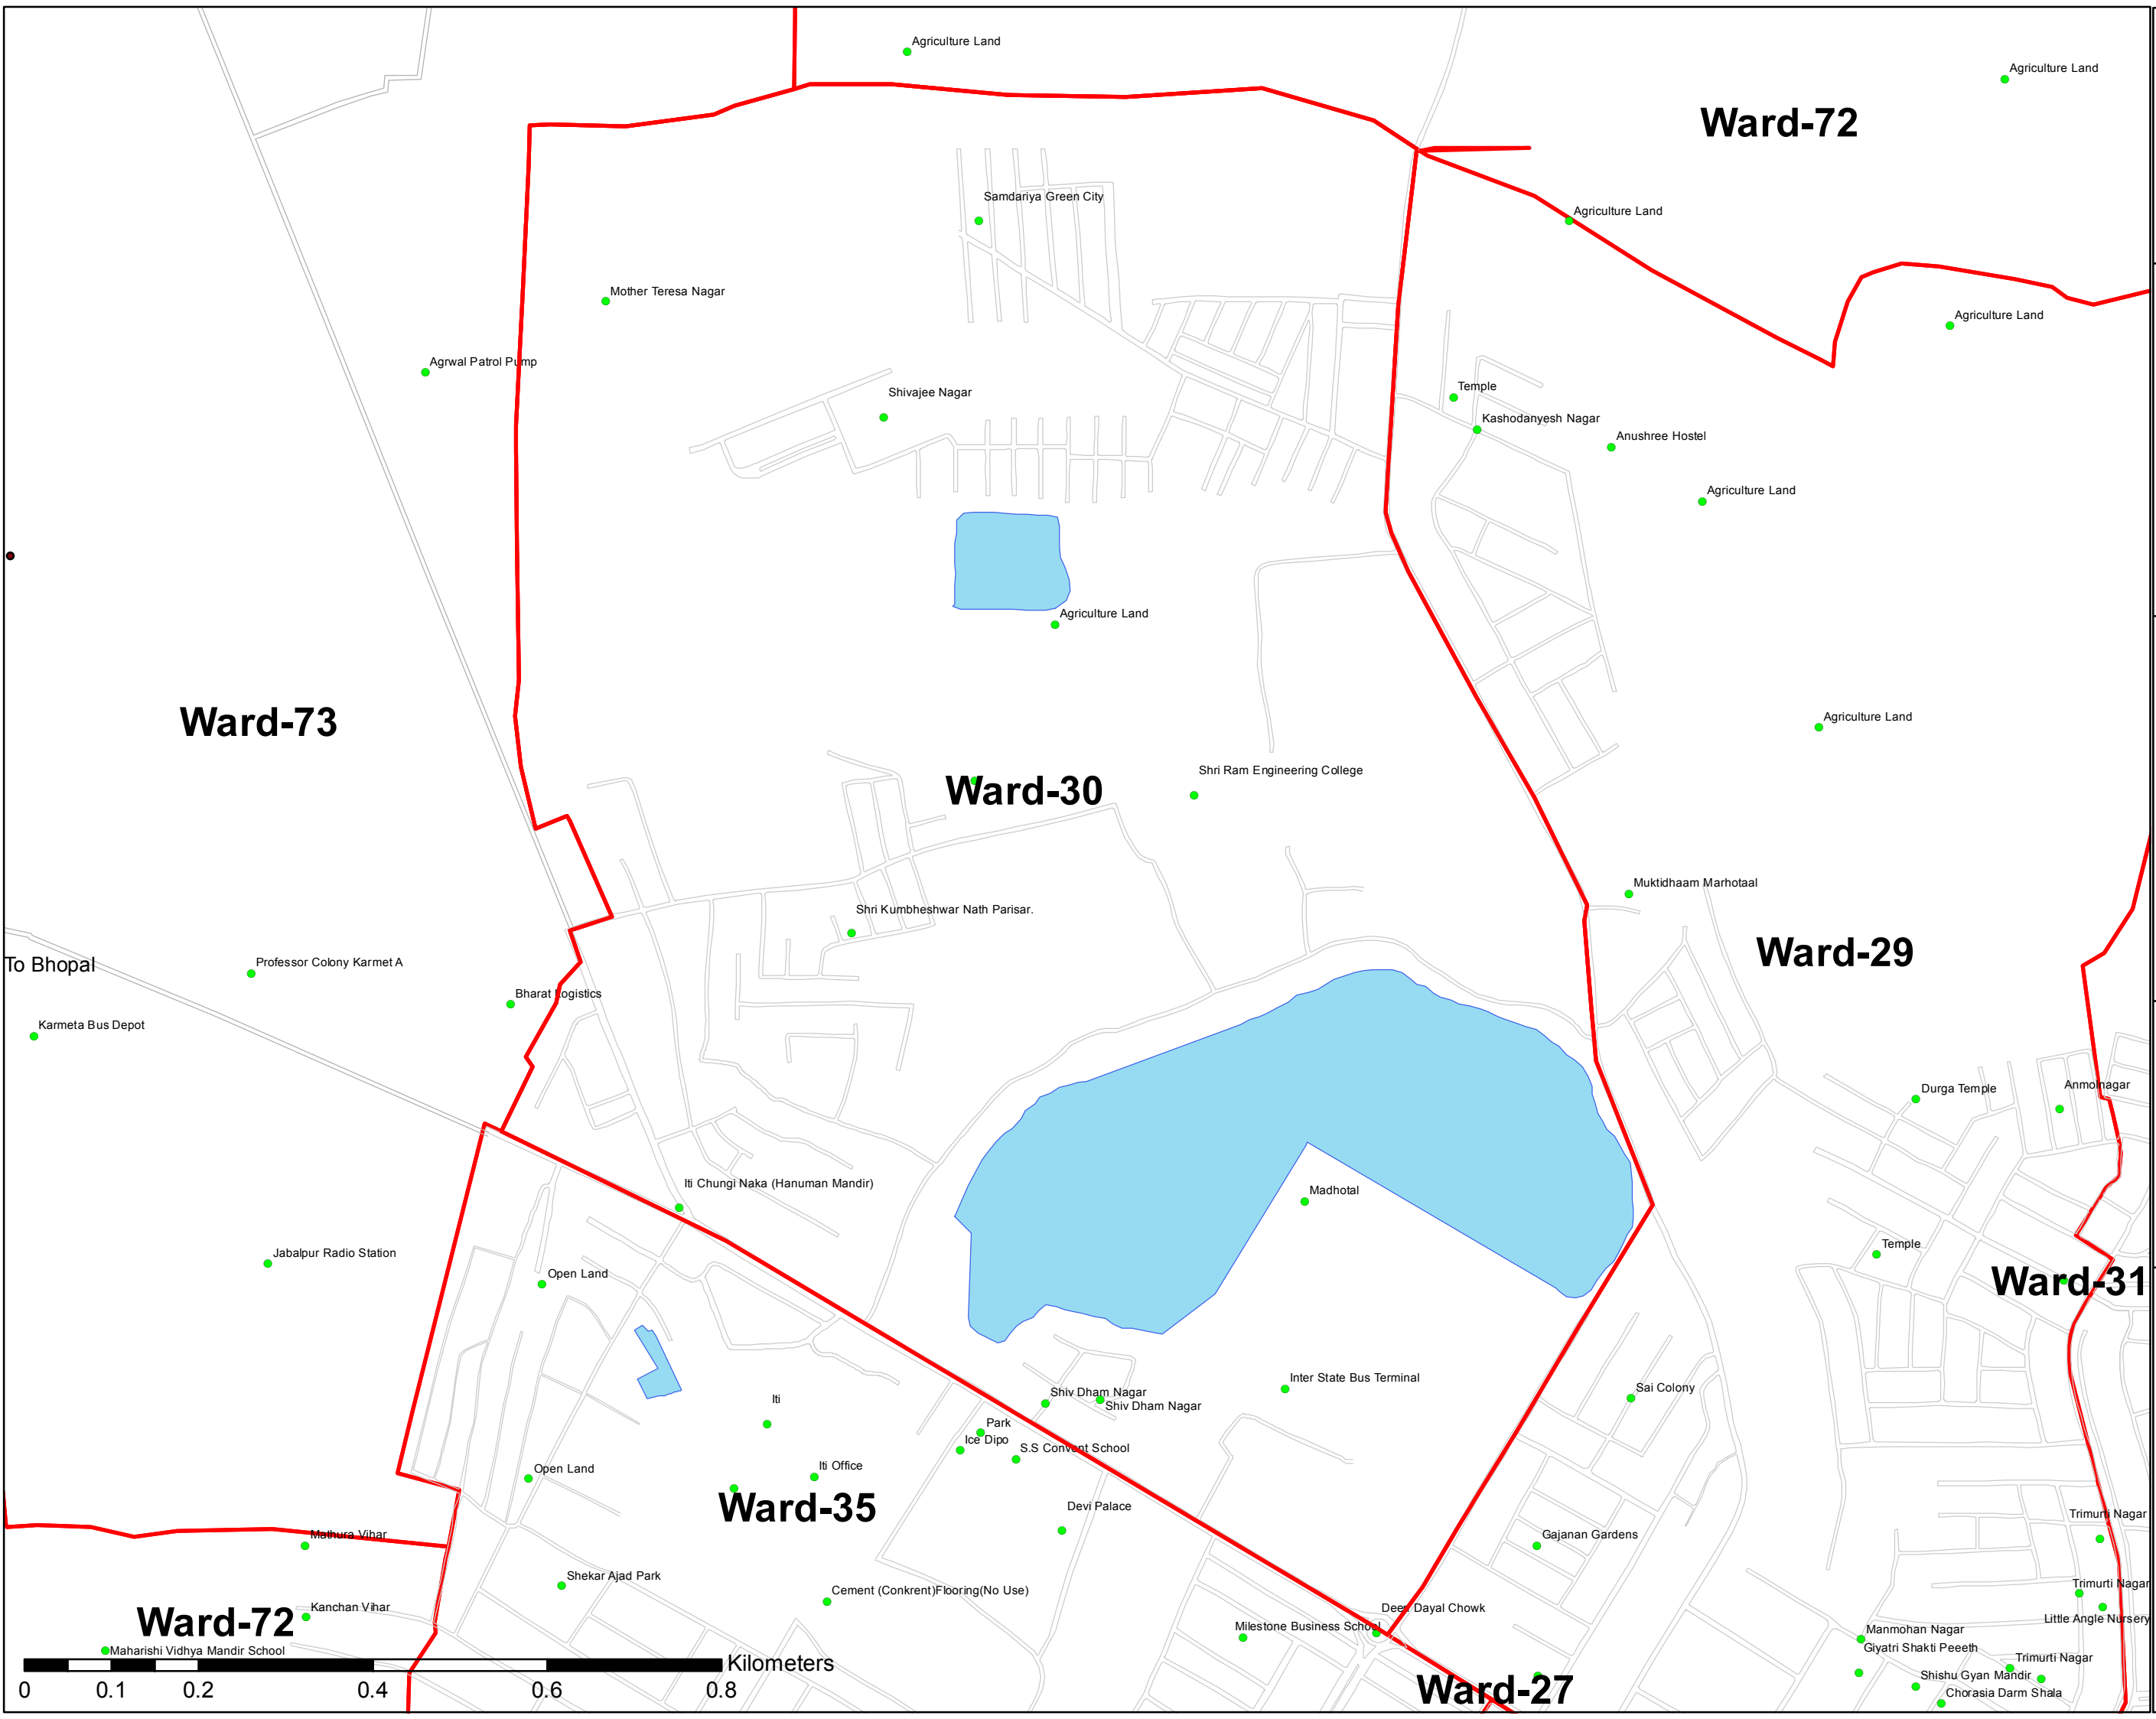 Agriculture Land
Agriculture Land
Ward-72
Samdariya Green City
Agriculture Land
Mother Teresa Nagar
Agriculture Land
Agrwal Patrol Pump
Shivajee Nagar
Temple
Kashodanyesh Nagar
Anushree Hostel
Agriculture Land
Agriculture Land
Ward-73
Agriculture Land
Ward-30
Shri Ram Engineering College
Muktidhaam Marhotaal
Shri Kumbheshwar Nath Parisar.
Ward-29
To Bhopal
Professor Colony Karmet A
Bharat Logistics
Karmeta Bus Depot
Durga Temple
Anmolnagar
Iti Chungi Naka (Hanuman Mandir)
Madhotal
Jabalpur Radio Station
Temple
Open Land
Ward-31
Inter State Bus Terminal
Sai Colony
Shiv Dham Nagar
Shiv Dham Nagar
Iti
Park
Ice Dipo
S.S Convent School
Iti Office
Open Land
Ward-35
Devi Palace
Trimurti Nagar
Mathura Vihar
Gajanan Gardens
Shekar Ajad Park
Cement (Conkrent)Flooring(No Use)
Trimurti Nagar
Kanchan Vihar
Ward-72
Deen Dayal Chowk
Little Angle Nursery
Milestone Business School
Manmohan Nagar
Maharishi Vidhya Mandir School
Giyatri Shakti Peeeth
Trimurti Nagar
Kilometers
Shishu Gyan Mandir
0 0.1 0.2 0.4 0.6 0.8
Ward-27
Chorasia Darm Shala